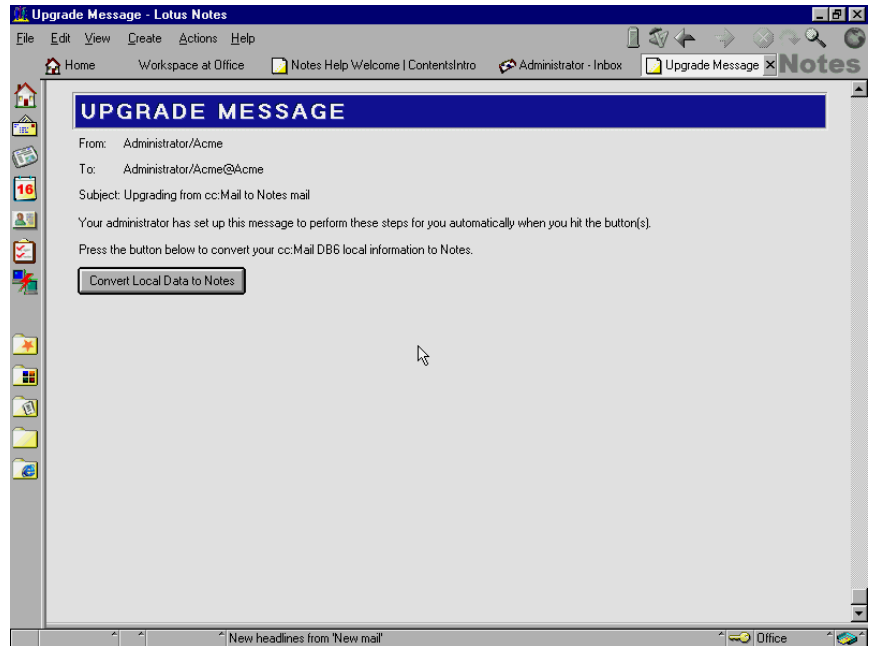 Upgrade Message - Lotus Notes
File Edit View Create Actions Help
Home Workspace at Office Notes Help Welcome | ContentsIntro Administrator - Inbox Upgrade Message Notes
UPGRADE MESSAGE
From: Administrator/Acme
To: Administrator/Acme@Acme
Subject: Upgrading from cc:Mail to Notes mail
Your administrator has set up this message to perform these steps for you automatically when you hit the button(s).
Press the button below to convert your cc:Mail DB6 local information to Notes.
Convert Local Data to Notes
16
New headlines from 'New mail' Office